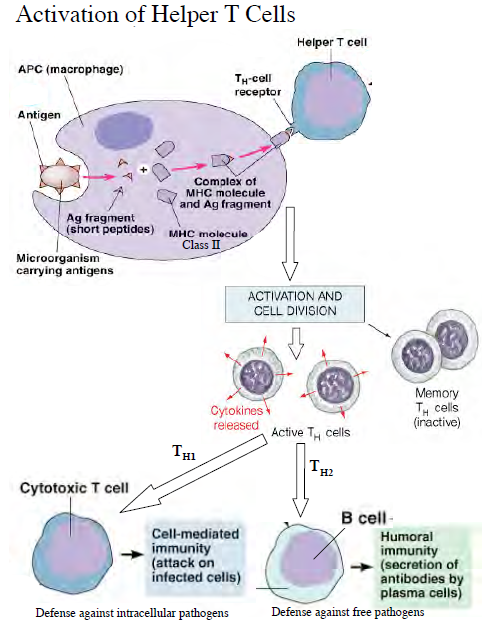 Activation of Helper T Cells
Helper T cell
APC (macrophage)
TH-cell
receptor
Antigen
+
Complex of
MHC molecule
and Ag fragment
Ag fragment
(short peptides)
MHC molecule
Class II
Microorganism
carrying antigens
ACTIVATION AND
CELL DIVISION
Memory
TH cells
(inactive)
Cytokines
released
Active TH cells
TH1
TH2
Cytotoxic T cell
B cell
Cell-mediated
immunity
(attack on
infected cells)
Humoral
immunity
(secretion of
antibodies by
plasma cells)
Defense against intracellular pathogens
Defense against free pathogens